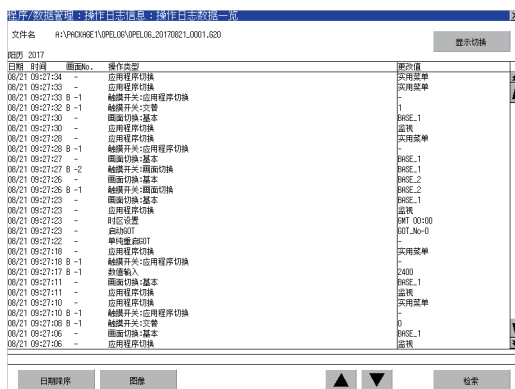 程序/数据管理:操作日志信息:操作日志数据一览
文件名 A:\PACKAGE1\OPELOG\OPELOG_20170821_0001.G2O
显示切换
阳历 2017
日期 时间 画面No. 操作类型 更改值
08/21 09:27:34 - 应用程序切换 实用菜单
08/21 09:27:33 - 应用程序切换 实用菜单
08/21 09:27:33 B -1 触摸开关:应用程序切换 -
08/21 09:27:32 B -1 触摸开关:交替 1
08/21 09:27:30 - 画面切换:基本 BASE_1
08/21 09:27:30 - 应用程序切换 监视
08/21 09:27:28 - 应用程序切换 实用菜单
08/21 09:27:28 B -1 触摸开关:应用程序切换 -
08/21 09:27:27 - 画面切换:基本 BASE_1
08/21 09:27:27 B -2 触摸开关:画面切换 BASE_1
08/21 09:27:26 - 画面切换:基本 BASE_2
08/21 09:27:26 B -1 触摸开关:画面切换 BASE_2
08/21 09:27:23 - 画面切换:基本 BASE_1
08/21 09:27:23 - 应用程序切换 监视
08/21 09:27:23 - 时区设置 GMT 00:00
08/21 09:27:23 - 启动GOT GOT_No-0
08/21 09:27:22 - 单纯重启GOT -
08/21 09:27:18 - 应用程序切换 实用菜单
08/21 09:27:18 B -1 触摸开关:应用程序切换 -
08/21 09:27:17 B -1 数值输入 2400
08/21 09:27:11 - 画面切换:基本 BASE_1
08/21 09:27:11 - 应用程序切换 监视
08/21 09:27:10 - 应用程序切换 实用菜单
08/21 09:27:10 B -1 触摸开关:应用程序切换 -
08/21 09:27:08 B -1 触摸开关:交替 0
08/21 09:27:06 - 画面切换:基本 BASE_1
08/21 09:27:06 - 应用程序切换 监视
日期降序 图像 ▲ ▼ 检索